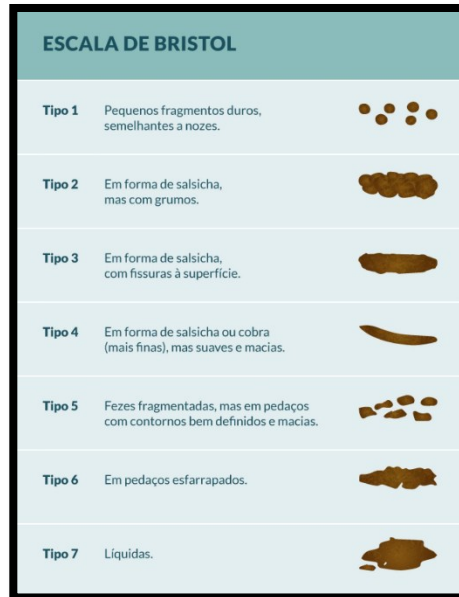 ESCALA DE BRISTOL
Tipo 1 Pequenos fragmentos duros,
semelhantes a nozes.
Tipo 2 Em forma de salsicha,
mas com grumos.
Tipo 3 Em forma de salsicha,
com fissuras à superfície.
Tipo 4 Em forma de salsicha ou cobra
(mais finas), mas suaves e macias.
Tipo 5 Fezes fragmentadas, mas em pedaços
com contornos bem definidos e macias.
Tipo 6 Em pedaços esfarrapados.
Tipo 7 Líquidas.